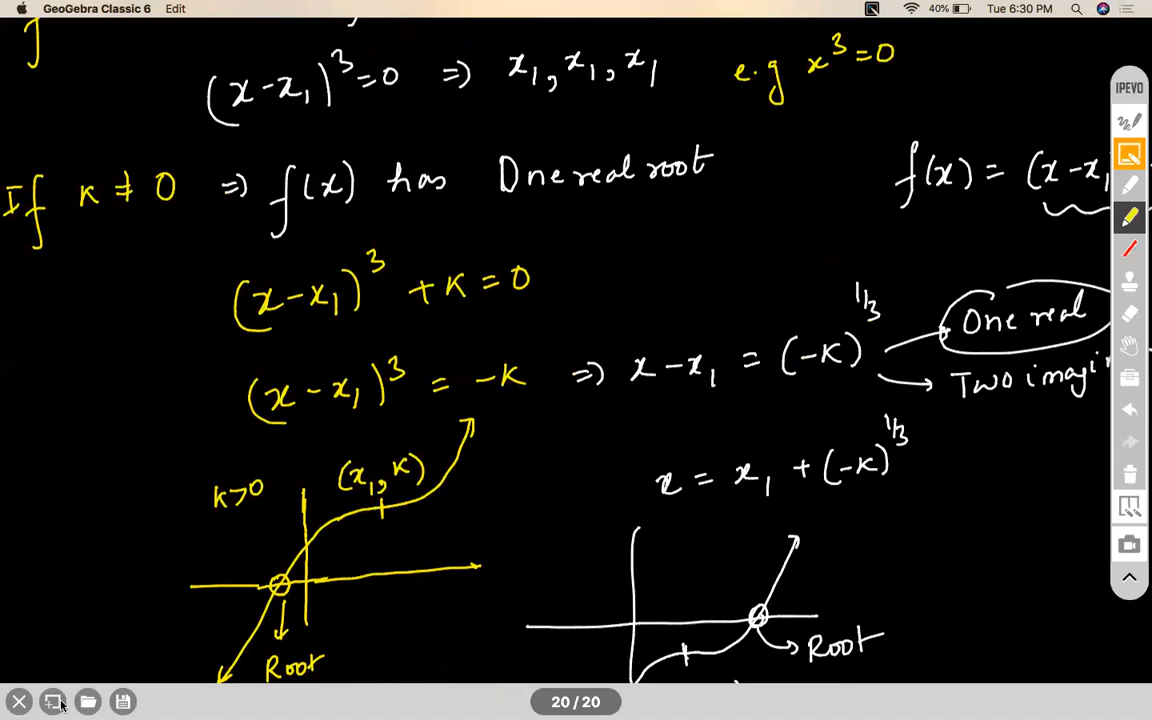 GeoGebra Classic 6 Edit 40% Tue 6:30 PM
(x-x₁)³=0 ⇒ x₁, x₁, x₁ e.g x³=0
IPEVO
If K ≠ 0 ⇒ f(x) has One real root f(x) = (x-x₁
(x-x₁)³ + K = 0
(x-x₁)³ = -K ⇒ x-x₁ = (-K)^1/3 One real
Two imagin
K>0 (x₁, K) x = x₁ + (-K)^1/3
Root
Root
20 / 20